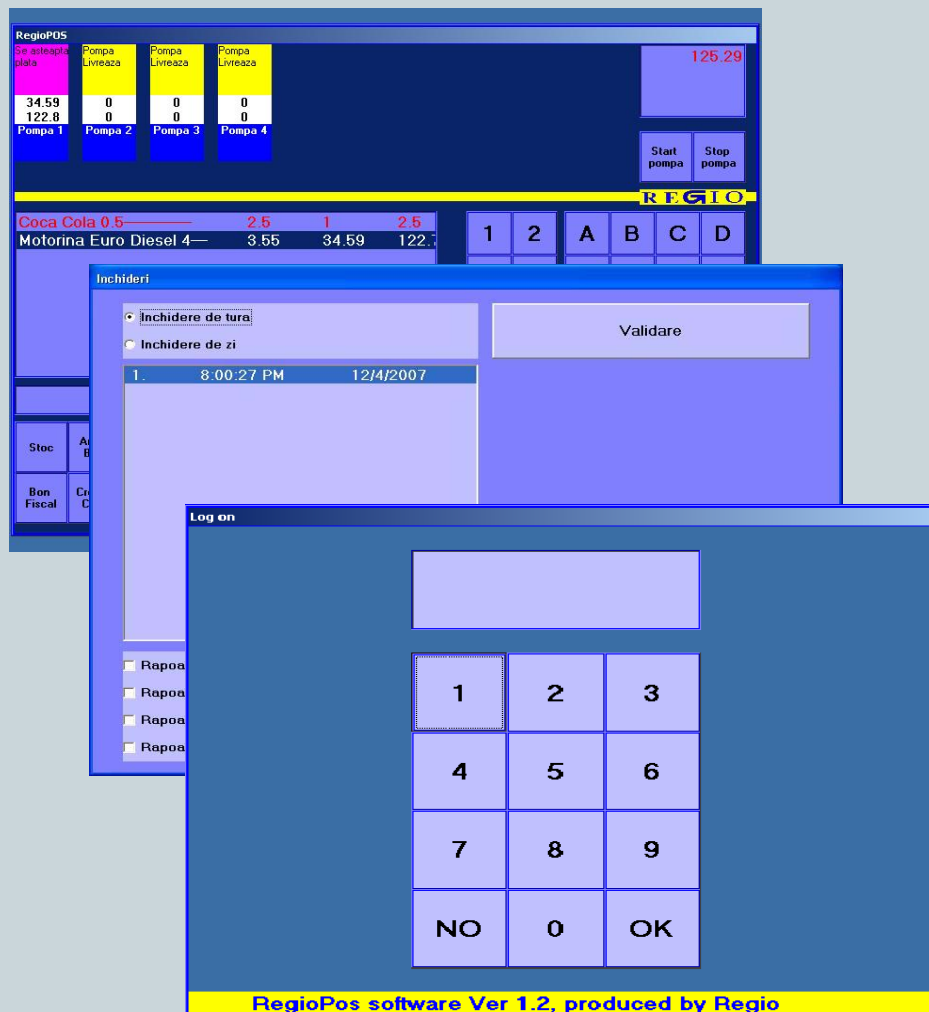 RegioPOS
Se asteapta plata
Pompa Livreaza
Pompa Livreaza
Pompa Livreaza
125.29
34.59 0 0 0
122.8 0 0 0
Pompa 1 Pompa 2 Pompa 3 Pompa 4
Start pompa
Stop pompa
REGIO
Coca Cola 0.5 2.5 1 2.5
Motorina Euro Diesel 4 3.55 34.59
1 2 A B C D
Inchideri
Inchidere de tura
Validare
Inchidere de zi
1. 8:00:27 PM 12/4/2007
Stoc
Bon Fiscal
Log on
1 2 3
4 5 6
7 8 9
NO 0 OK
RegioPos software Ver 1.2, produced by Regio